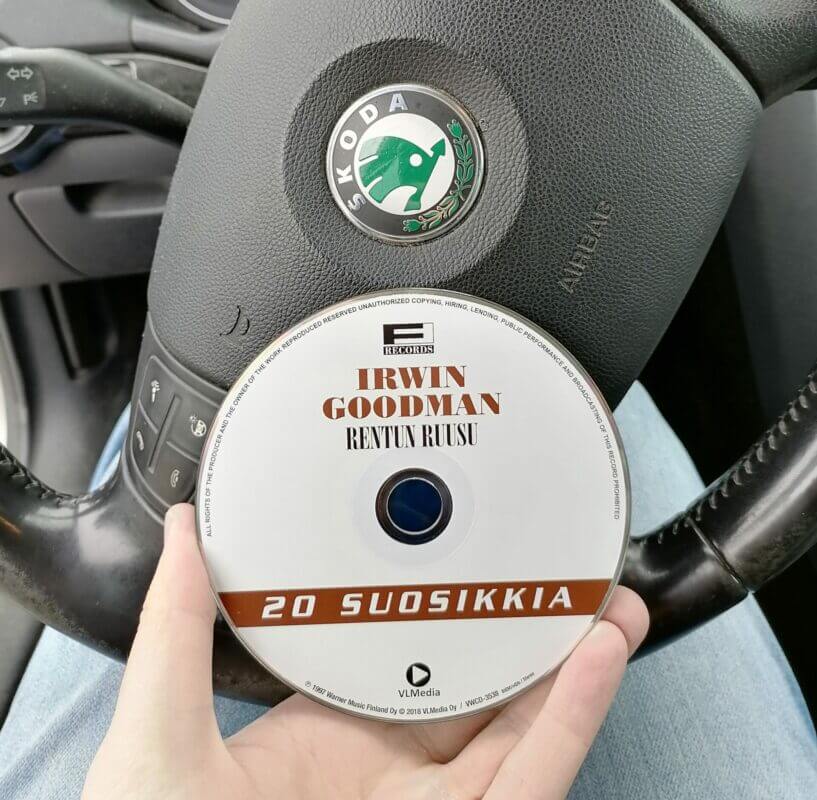 SKODA
AIRBAG
ALL RIGHTS OF THE PRODUCER AND THE OWNER OF THE WORK REPRODUCED RESERVED UNAUTHORIZED COPYING, HIRING, LENDING, PUBLIC PERFORMANCE AND BROADCASTING OF THIS RECORD PROHIBITED
F
RECORDS
IRWIN
GOODMAN
RENTUN RUUSU
20 SUOSIKKIA
VLMedia
℗ 1997 Warner Music Finland Oy © 2018 VLMedia Oy / VWCD-3538